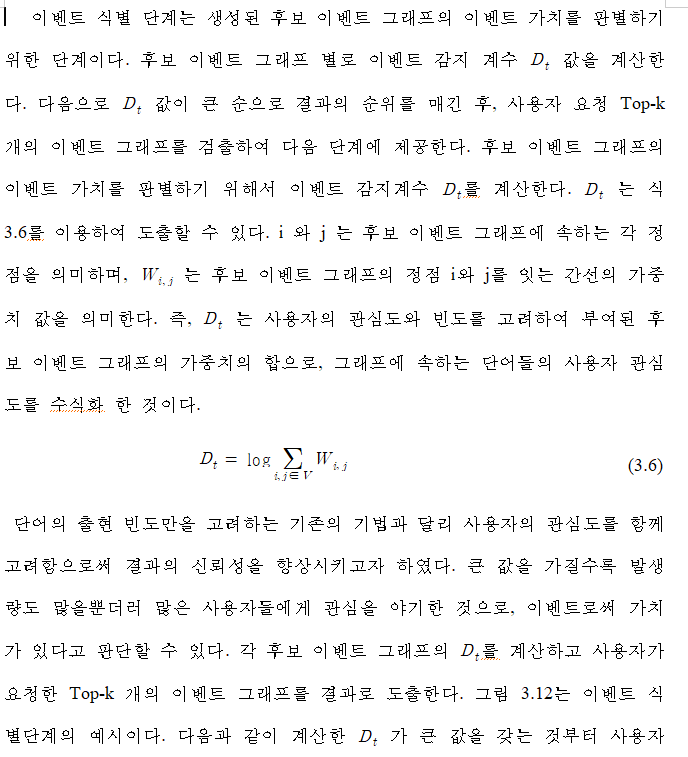 이벤트 식별 단계는 생성된 후보 이벤트 그래프의 이벤트 가치를 판별하기
위한 단계이다. 후보 이벤트 그래프 별로 이벤트 감지 계수 D_t 값을 계산한
다. 다음으로 D_t 값이 큰 순으로 결과의 순위를 매긴 후, 사용자 요청 Top-k
개의 이벤트 그래프를 검출하여 다음 단계에 제공한다. 후보 이벤트 그래프의
이벤트 가치를 판별하기 위해서 이벤트 감지계수 D_t를 계산한다. D_t 는 식
3.6를 이용하여 도출할 수 있다. i 와 j 는 후보 이벤트 그래프에 속하는 각 정
점을 의미하며, W_{i,j} 는 후보 이벤트 그래프의 정점 i와 j를 잇는 간선의 가중
치 값을 의미한다. 즉, D_t 는 사용자의 관심도와 빈도를 고려하여 부여된 후
보 이벤트 그래프의 가중치의 합으로, 그래프에 속하는 단어들의 사용자 관심
도를 수식화 한 것이다.
D_t = log ∑_{i,j∈V} W_{i,j} (3.6)
단어의 출현 빈도만을 고려하는 기존의 기법과 달리 사용자의 관심도를 함께
고려함으로써 결과의 신뢰성을 향상시키고자 하였다. 큰 값을 가질수록 발생
량도 많을뿐더러 많은 사용자들에게 관심을 야기한 것으로, 이벤트로써 가치
가 있다고 판단할 수 있다. 각 후보 이벤트 그래프의 D_t를 계산하고 사용자가
요청한 Top-k 개의 이벤트 그래프를 결과로 도출한다. 그림 3.12는 이벤트 식
별단계의 예시이다. 다음과 같이 계산한 D_t 가 큰 값을 갖는 것부터 사용자